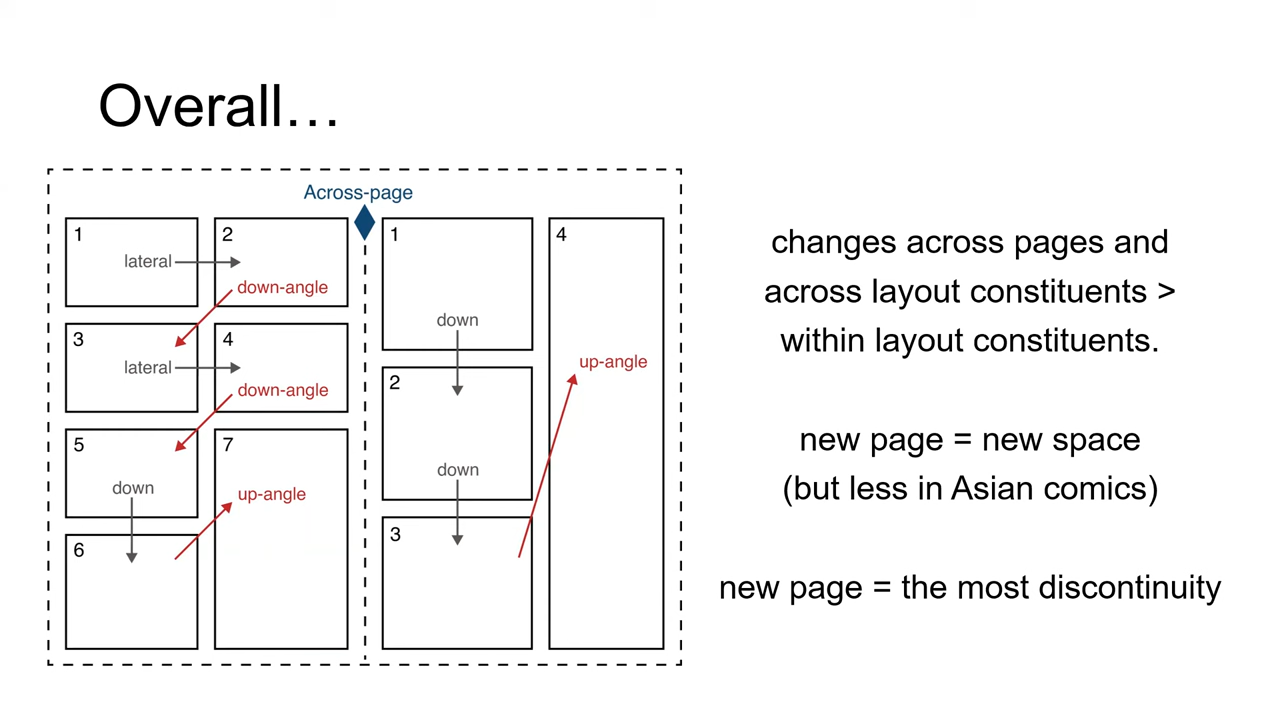 Overall…
Across-page
1
lateral
2
down-angle
3
lateral
4
down-angle
5
down
6
up-angle
7
1
down
2
down
3
up-angle
4
changes across pages and
across layout constituents >
within layout constituents.
new page = new space
(but less in Asian comics)
new page = the most discontinuity